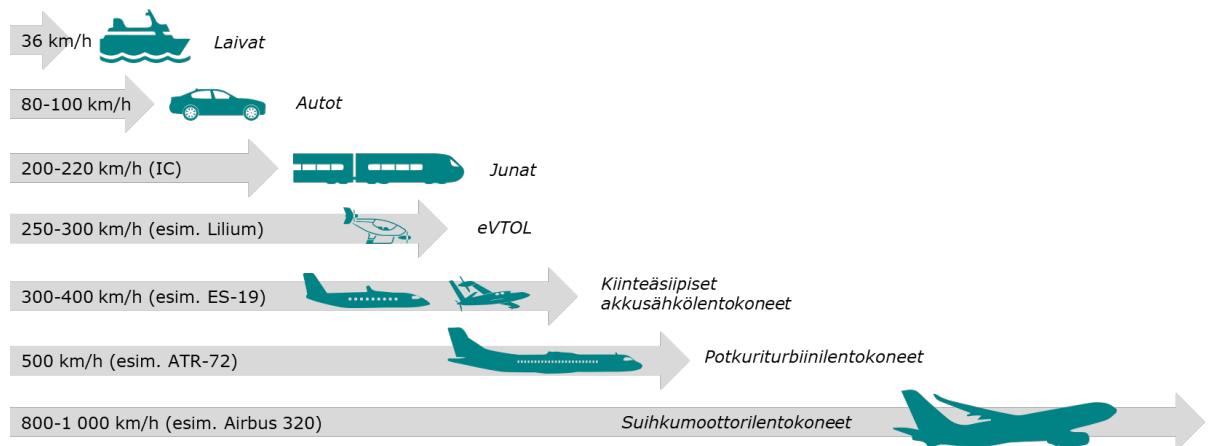 36 km/h
Laivat
80-100 km/h
Autot
200-220 km/h (IC)
Junat
250-300 km/h (esim. Lilium)
eVTOL
300-400 km/h (esim. ES-19)
Kiinteäsiipiset
akkusähkölentokoneet
500 km/h (esim. ATR-72)
Potkuriturbiinilentokoneet
800-1 000 km/h (esim. Airbus 320)
Suihkumoottorilentokoneet